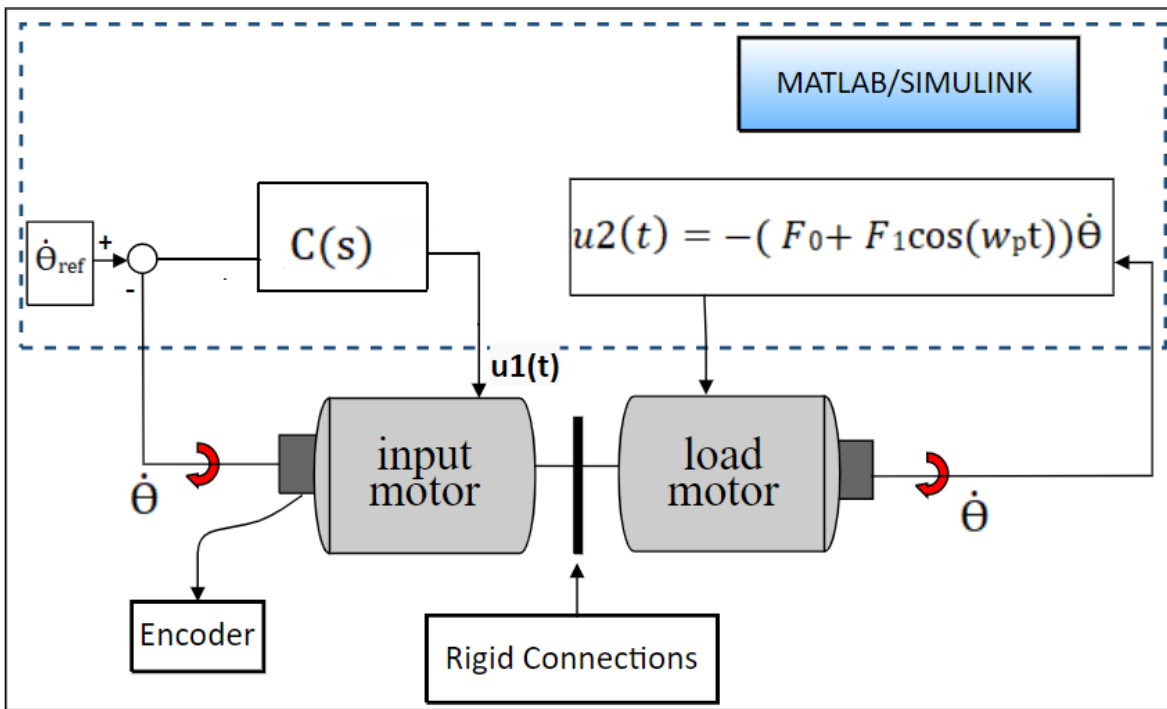 MATLAB/SIMULINK
Θ̇ref
+
-
C(s)
u2(t) = -( F₀+ F₁cos(wₚt))Θ̇
u1(t)
input
motor
load
motor
Θ̇
Θ̇
Encoder
Rigid Connections